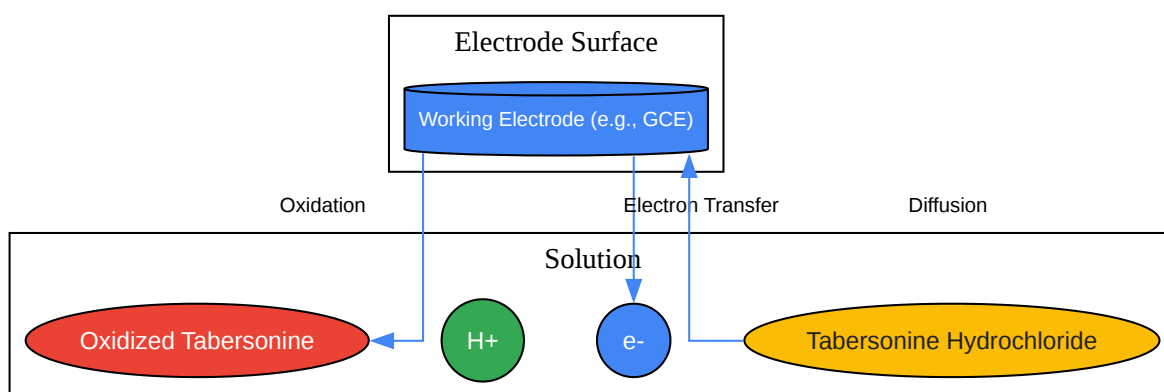 Electrode Surface
Working Electrode (e.g., GCE)
Oxidation
Electron Transfer
Diffusion
Solution
Oxidized Tabersonine
H+
e-
Tabersonine Hydrochloride